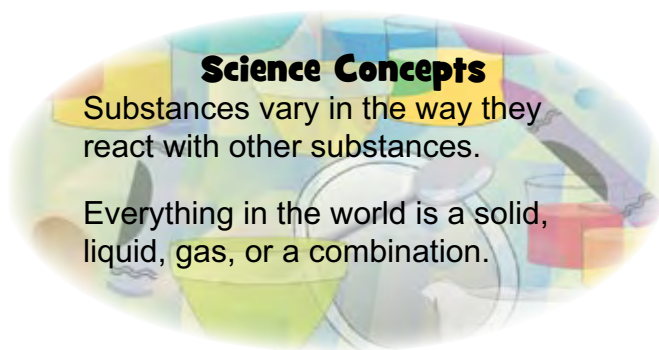 Science Concepts
Substances vary in the way they
react with other substances.
Everything in the world is a solid,
liquid, gas, or a combination.